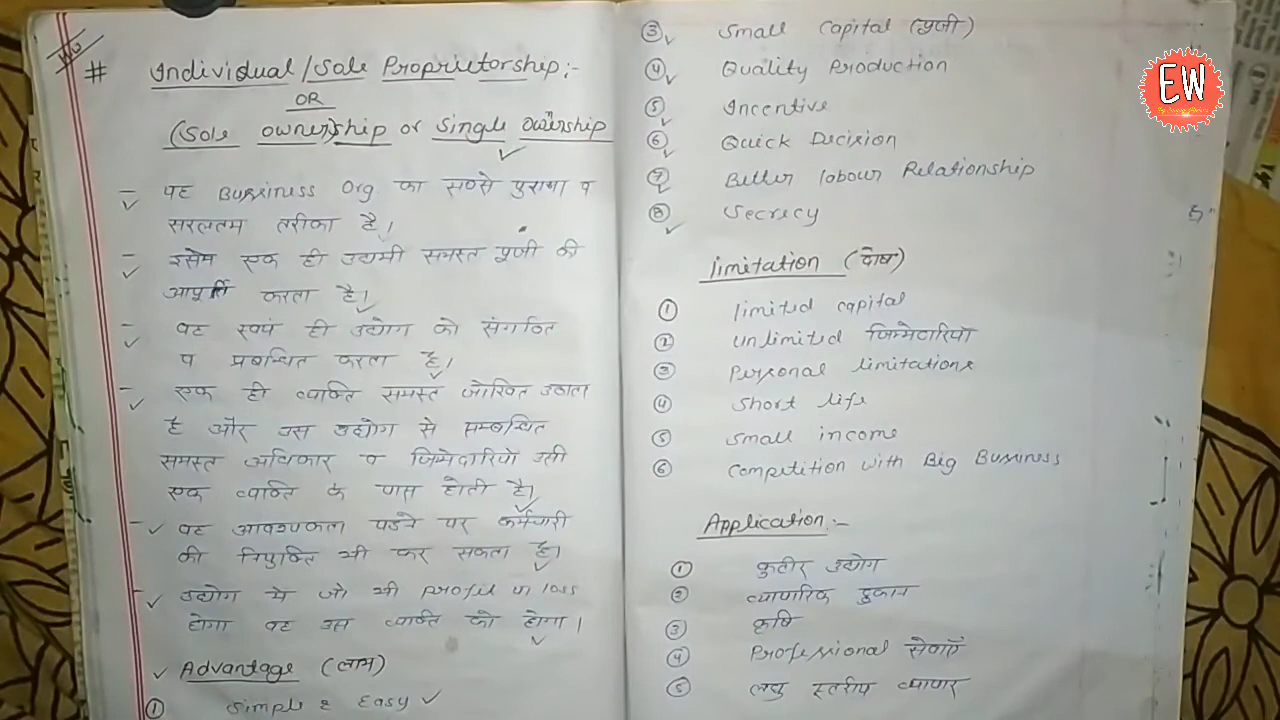 # Individual/Sole Proprietorship:-
OR
(Sole ownership or Single ownership
- यह Bussiness Org का सबसे पुराना व
सरलतम तरीका है।
- इसमे एक ही उद्यमी समस्त पूजी की
आपूर्ति करता है।
- वह स्वयं ही उद्योग को संगठित
व प्रबन्धित करता है।
- एक ही व्यक्ति समस्त जोखिम उठाता
है और उस उद्योग से सम्बन्धित
समस्त अधिकार व जिम्मेदारियो उसी
एक व्यक्ति के पास होती है।
- वह आवश्यकता पडने पर कर्मचारी
की नियुक्ति भी कर सकता है।
- उद्योग मे जो भी profit या loss
होगा वह उस व्यक्ति को होगा।
Advantage (लाभ)
① Simple & Easy
③ Small Capital (पूजी)
④ Quality Production
⑤ Incentive
⑥ Quick Decision
⑦ Better labour Relationship
⑧ Secrecy
limitation (दोष)
① limited capital
② unlimited जिम्मेदारियाँ
③ Personal limitations
④ Short life
⑤ Small income
⑥ Competition with Big Bussiness
Application:-
① कुटीर उद्योग
② व्यापारिक दुकान
③ कृषि
④ Professional सेवाएँ
⑤ लघु स्तरीय व्यापार
EW